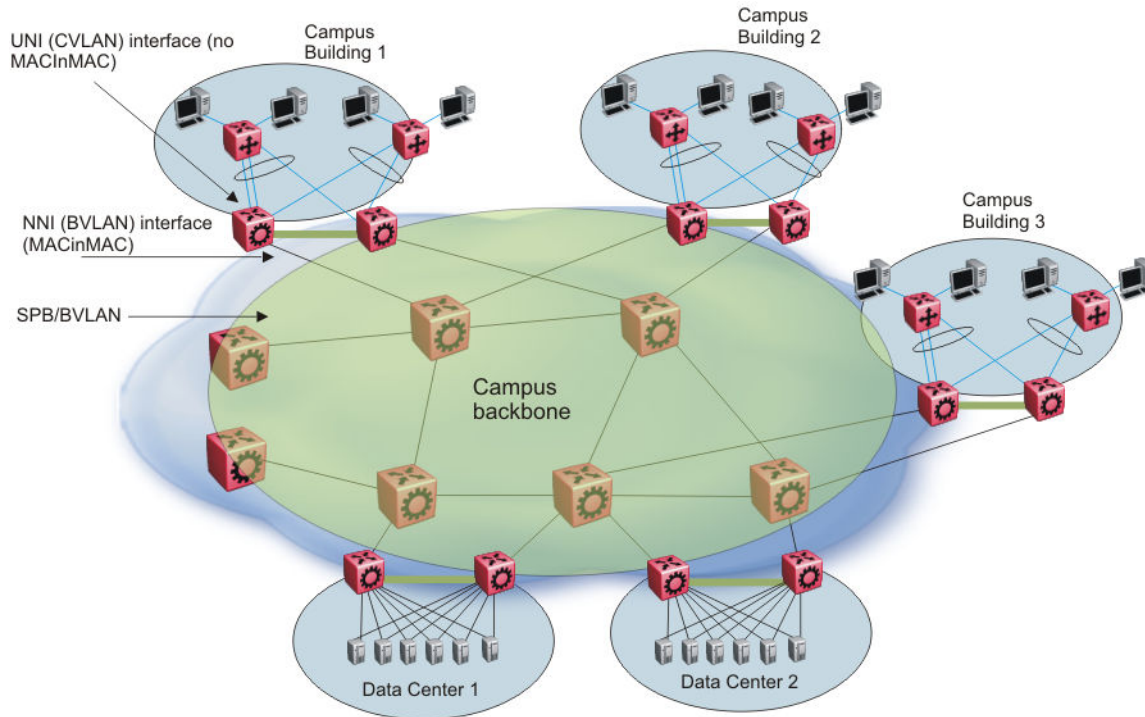 UNI (CVLAN) interface (no
MACInMAC)
Campus
Building 1
Campus
Building 2
NNI (BVLAN) interface
(MACinMAC)
Campus
Building 3
SPB/BVLAN
Campus
backbone
Data Center 1
Data Center 2